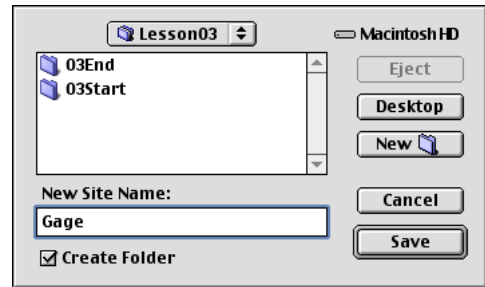 Lesson03
Macintosh HD
03End
03Start
Eject
Desktop
New
New Site Name:
Gage
Create Folder
Cancel
Save